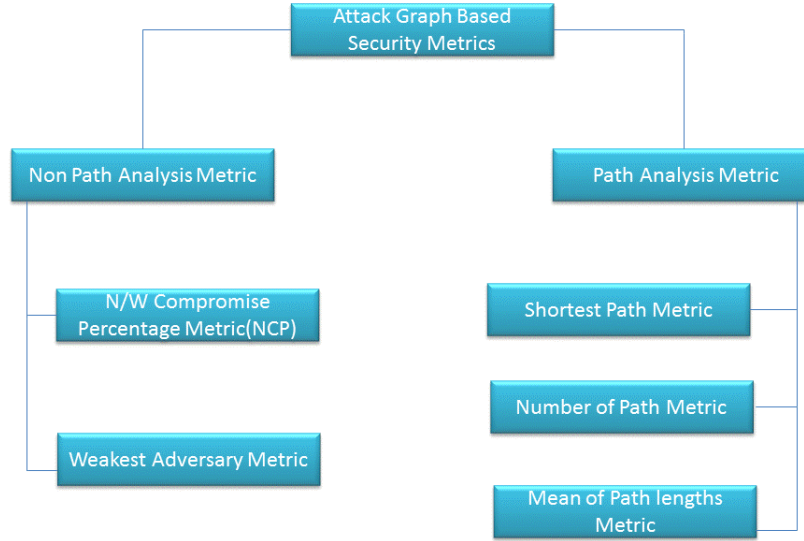 Attack Graph Based
Security Metrics
Non Path Analysis Metric
Path Analysis Metric
N/W Compromise
Percentage Metric(NCP)
Shortest Path Metric
Number of Path Metric
Weakest Adversary Metric
Mean of Path lengths
Metric